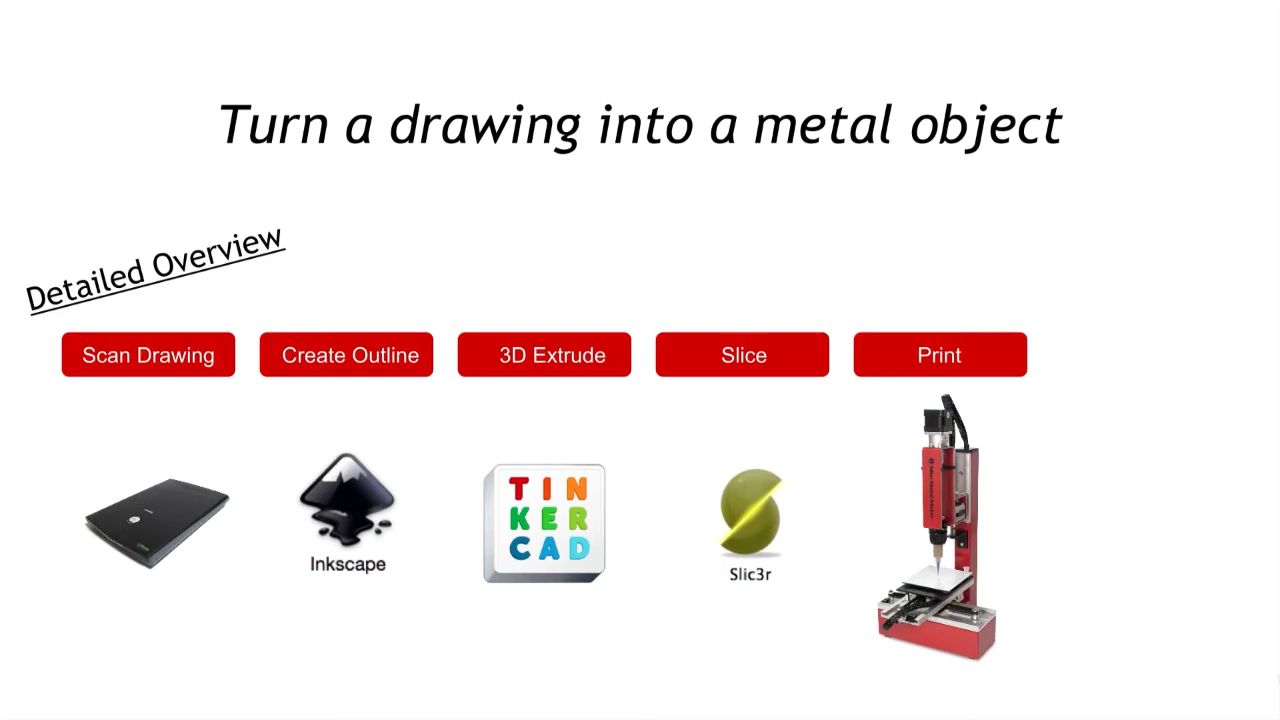 Turn a drawing into a metal object
Detailed Overview
Scan Drawing
Create Outline
3D Extrude
Slice
Print
Inkscape
TIN
KER
CAD
Slic3r